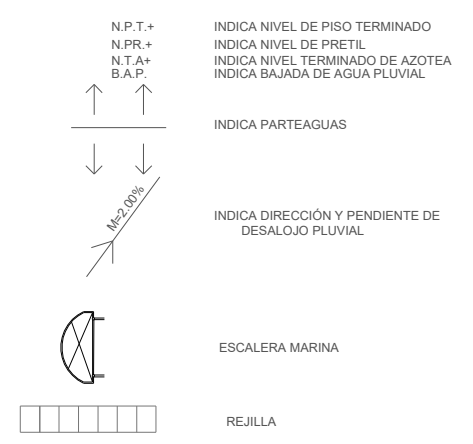 N.P.T.+ INDICA NIVEL DE PISO TERMINADO
N.PR.+ INDICA NIVEL DE PRETIL
N.T.A+ INDICA NIVEL TERMINADO DE AZOTEA
B.A.P. INDICA BAJADA DE AGUA PLUVIAL
INDICA PARTEAGUAS
M=2.00%
INDICA DIRECCIÓN Y PENDIENTE DE
DESALOJO PLUVIAL
ESCALERA MARINA
REJILLA